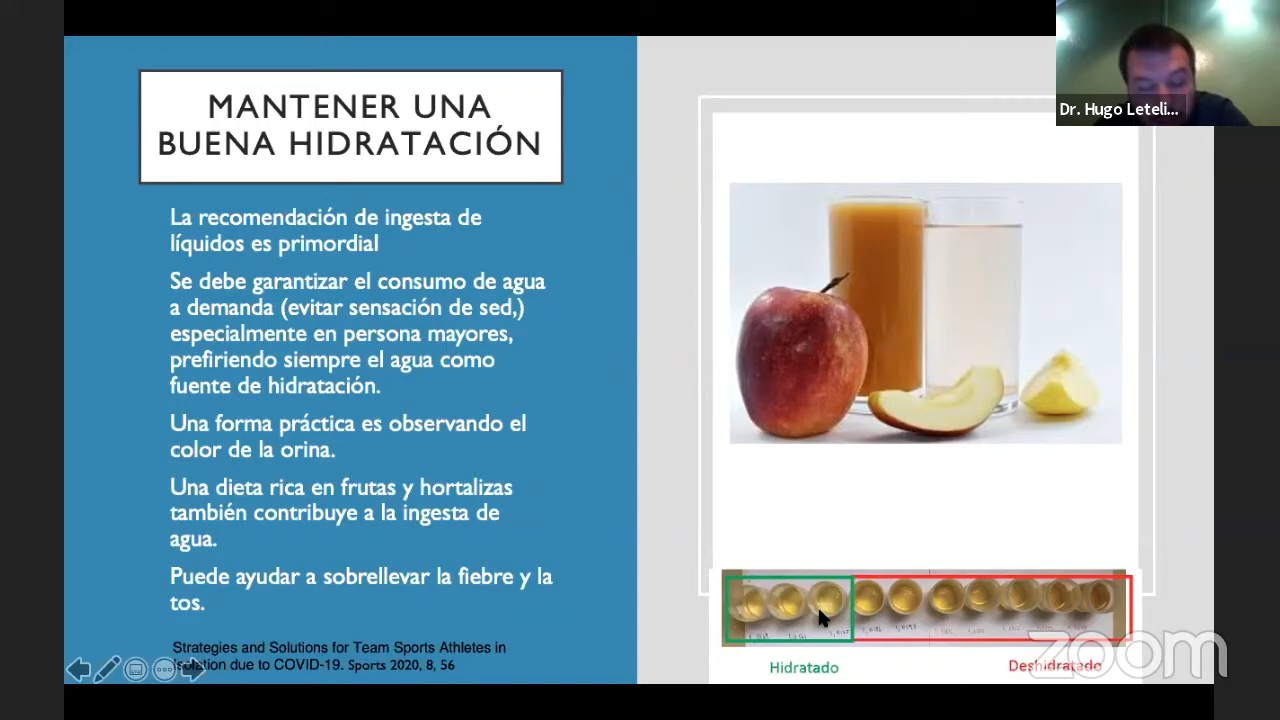 MANTENER UNA
BUENA HIDRATACIÓN
La recomendación de ingesta de
líquidos es primordial
Se debe garantizar el consumo de agua
a demanda (evitar sensación de sed,)
especialmente en persona mayores,
prefiriendo siempre el agua como
fuente de hidratación.
Una forma práctica es observando el
color de la orina.
Una dieta rica en frutas y hortalizas
también contribuye a la ingesta de
agua.
Puede ayudar a sobrellevar la fiebre y la
tos.
Strategies and Solutions for Team Sports Athletes in
Isolation due to COVID-19. Sports 2020, 8, 56
Dr. Hugo Leteli...
Hidratado
Deshidratado
zoom